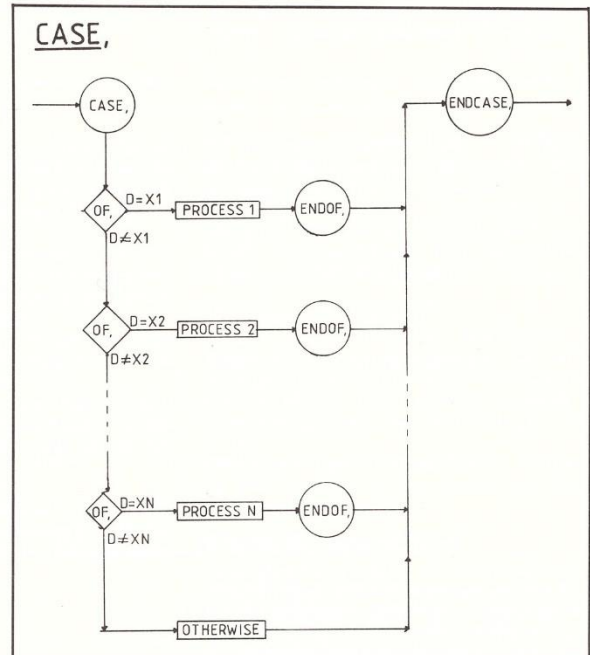 CASE,
CASE,
ENDCASE,
OF,
D=X1
PROCESS 1
ENDOF,
D≠X1
OF,
D=X2
PROCESS 2
ENDOF,
D≠X2
OF,
D=XN
PROCESS N
ENDOF,
D≠XN
OTHERWISE